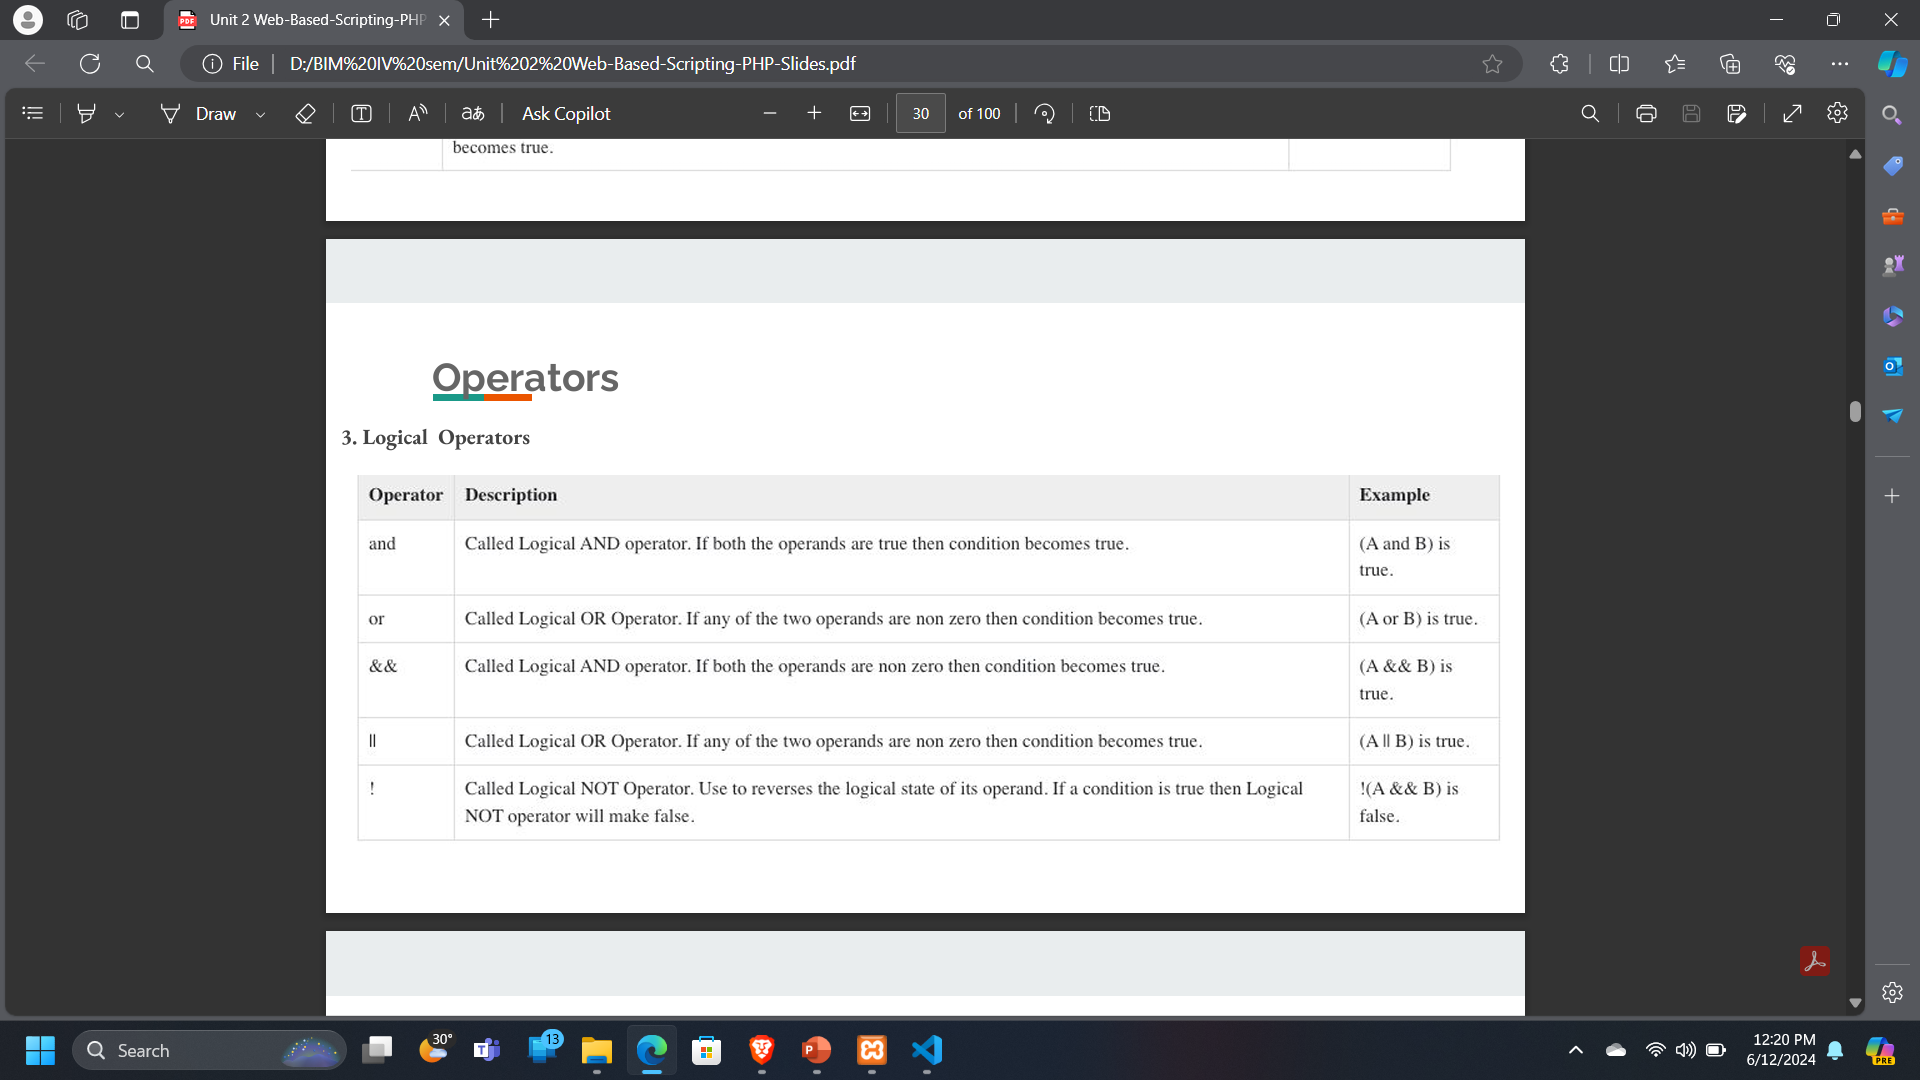 Unit 2 Web-Based-Scripting-PHP
File
D:/BIM%20IV%20sem/Unit%202%20Web-Based-Scripting-PHP-Slides.pdf
Draw
aあ
Ask Copilot
30
of 100
becomes true.
Operators
3. Logical Operators
Operator Description Example
and Called Logical AND operator. If both the operands are true then condition becomes true. (A and B) is
true.
or Called Logical OR Operator. If any of the two operands are non zero then condition becomes true. (A or B) is true.
&& Called Logical AND operator. If both the operands are non zero then condition becomes true. (A && B) is
true.
|| Called Logical OR Operator. If any of the two operands are non zero then condition becomes true. (A || B) is true.
! Called Logical NOT Operator. Use to reverses the logical state of its operand. If a condition is true then Logical !(A && B) is
NOT operator will make false. false.
Search
30°
13
12:20 PM
6/12/2024
PRE